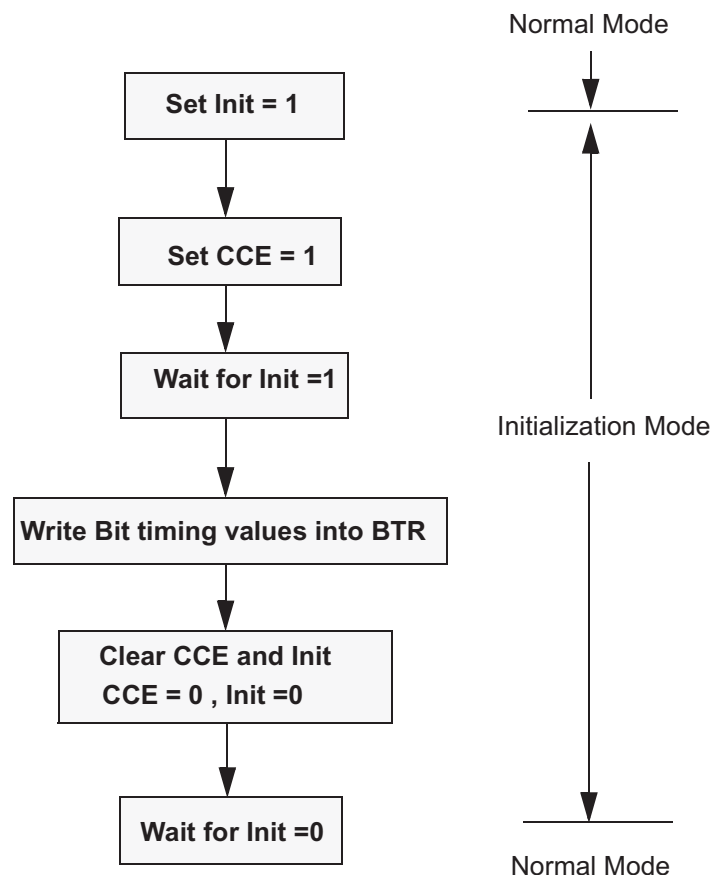 Normal Mode
Set Init = 1
Set CCE = 1
Wait for Init =1
Initialization Mode
Write Bit timing values into BTR
Clear CCE and Init
CCE = 0 , Init =0
Wait for Init =0
Normal Mode